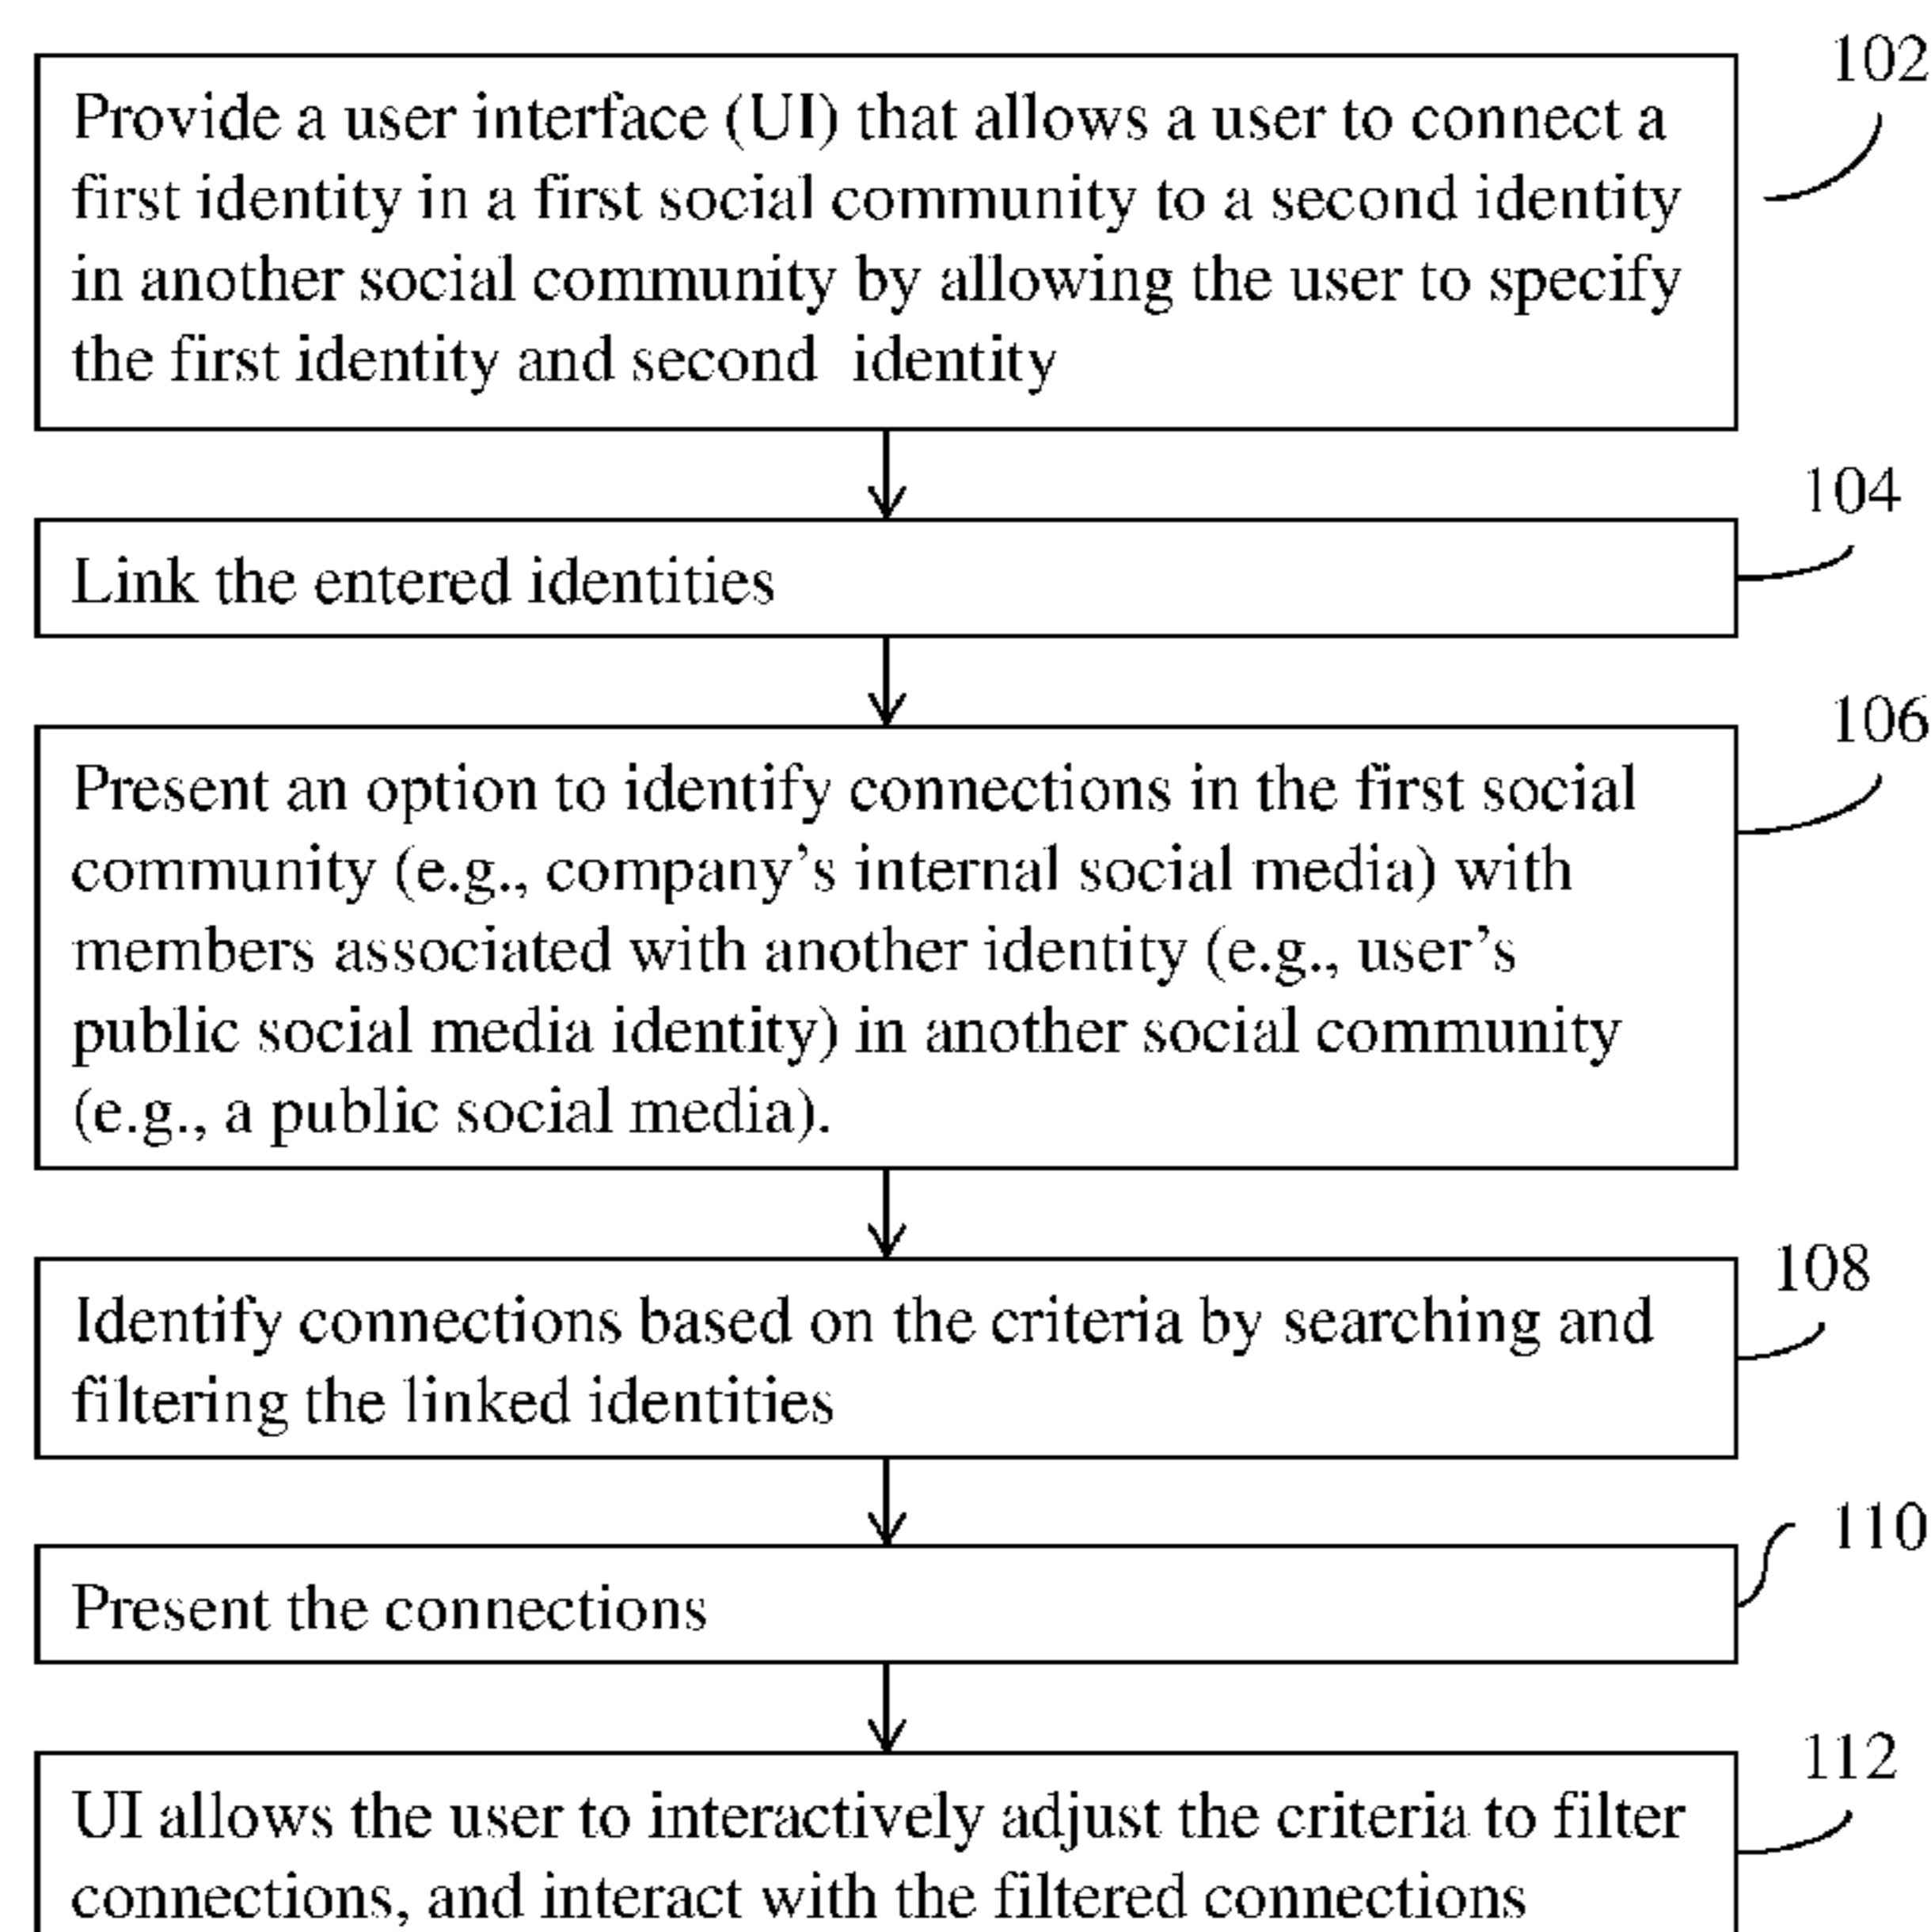 102
Provide a user interface (UI) that allows a user to connect a
first identity in a first social community to a second identity
in another social community by allowing the user to specify
the first identity and second identity
104
Link the entered identities
106
Present an option to identify connections in the first social
community (e.g., company’s internal social media) with
members associated with another identity (e.g., user’s
public social media identity) in another social community
(e.g., a public social media).
108
Identify connections based on the criteria by searching and
filtering the linked identities
110
Present the connections
112
UI allows the user to interactively adjust the criteria to filter
connections, and interact with the filtered connections